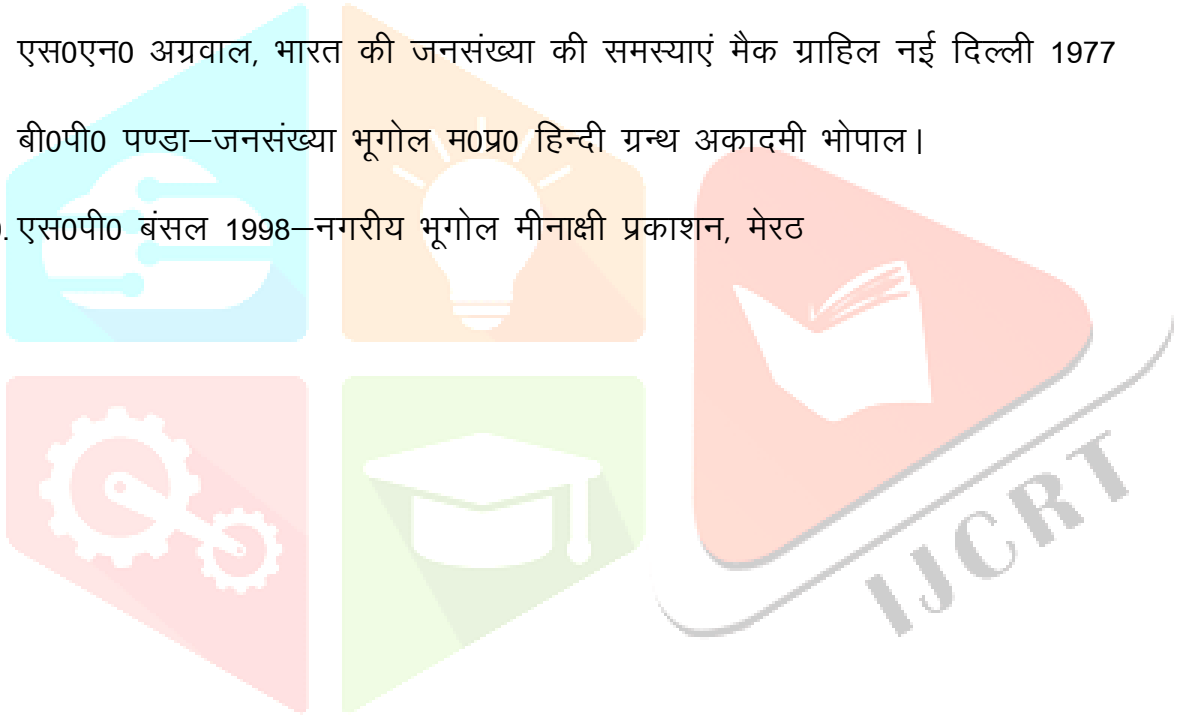 एस0एन0 अग्रवाल, भारत की जनसंख्या की समस्याएं मैक ग्राहिल नई दिल्ली 1977
बी0पी0 पण्डा–जनसंख्या भूगोल म0प्र0 हिन्दी ग्रन्थ अकादमी भोपाल।
. एस0पी0 बंसल 1998–नगरीय भूगोल मीनाक्षी प्रकाशन, मेरठ
IJCRT